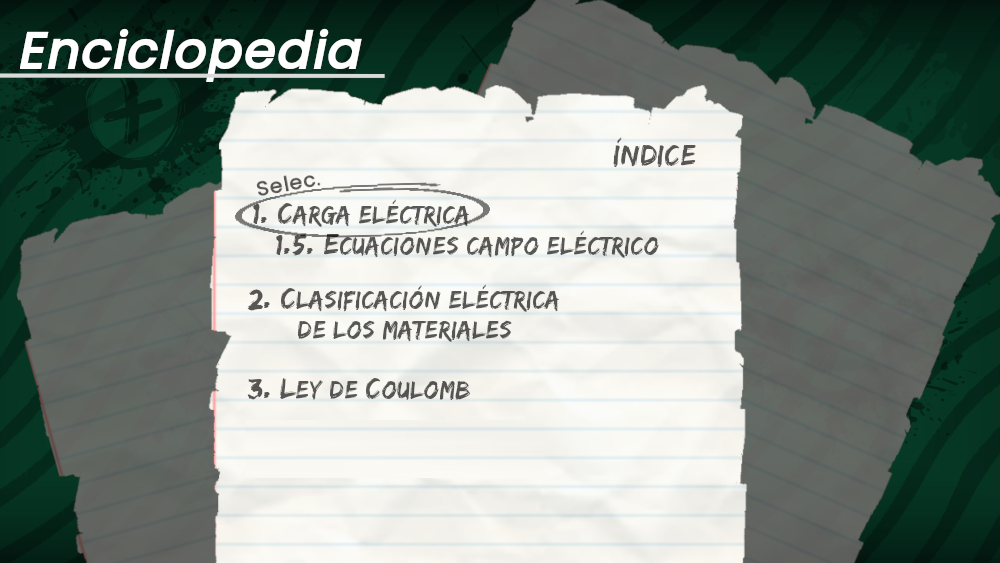 Enciclopedia
ÍNDICE
Selec.
1. CARGA ELÉCTRICA
1.5. ECUACIONES CAMPO ELÉCTRICO
2. CLASIFICACIÓN ELÉCTRICA
DE LOS MATERIALES
3. LEY DE COULOMB